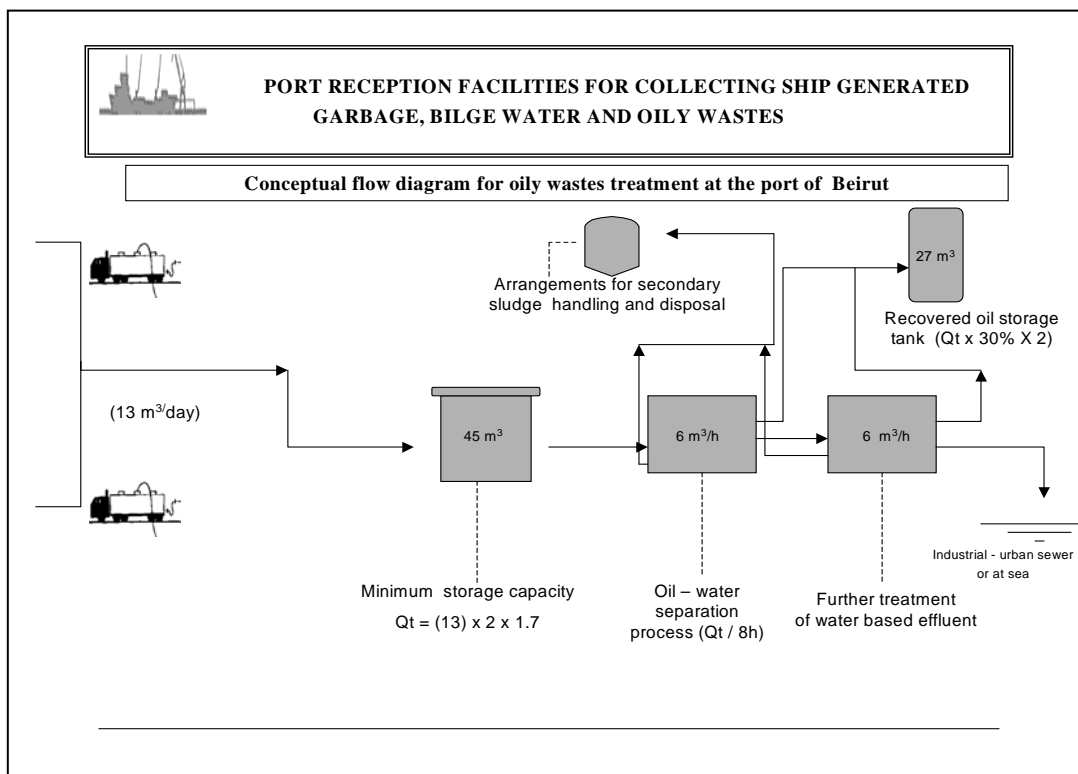 PORT RECEPTION FACILITIES FOR COLLECTING SHIP GENERATED
GARBAGE, BILGE WATER AND OILY WASTES
Conceptual flow diagram for oily wastes treatment at the port of Beirut
27 m³
Arrangements for secondary
sludge handling and disposal
Recovered oil storage
tank (Qt x 30% X 2)
(13 m³/day)
45 m³
6 m³/h
6 m³/h
Industrial - urban sewer
or at sea
Minimum storage capacity
Qt = (13) x 2 x 1.7
Oil – water
separation
process (Qt / 8h)
Further treatment
of water based effluent